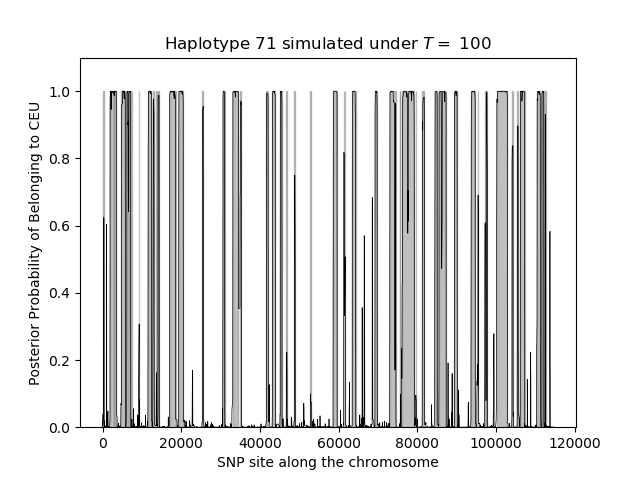 Haplotype 71 simulated under T = 100
Posterior Probability of Belonging to CEU
1.0
0.8
0.6
0.4
0.2
0.0
0 20000 40000 60000 80000 100000 120000
SNP site along the chromosome